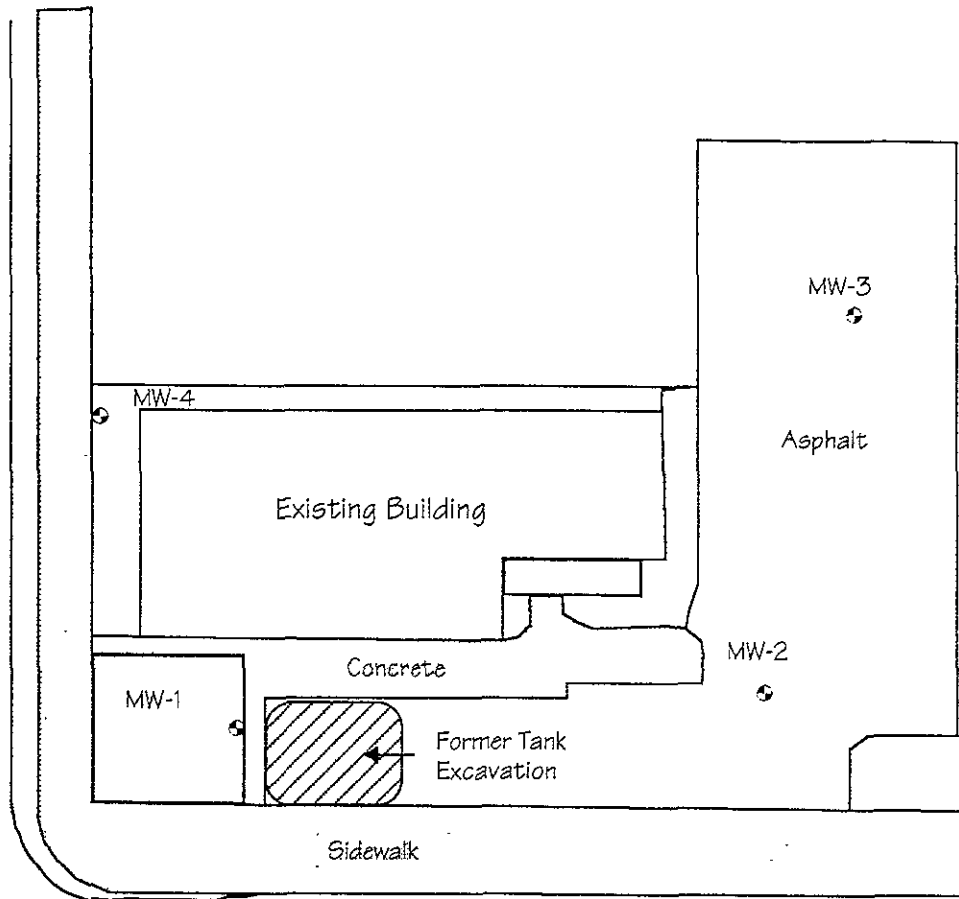 MW-3
MW-4
Asphalt
Existing Building
MW-2
Concrete
MW-1
Former Tank
Excavation
Sidewalk